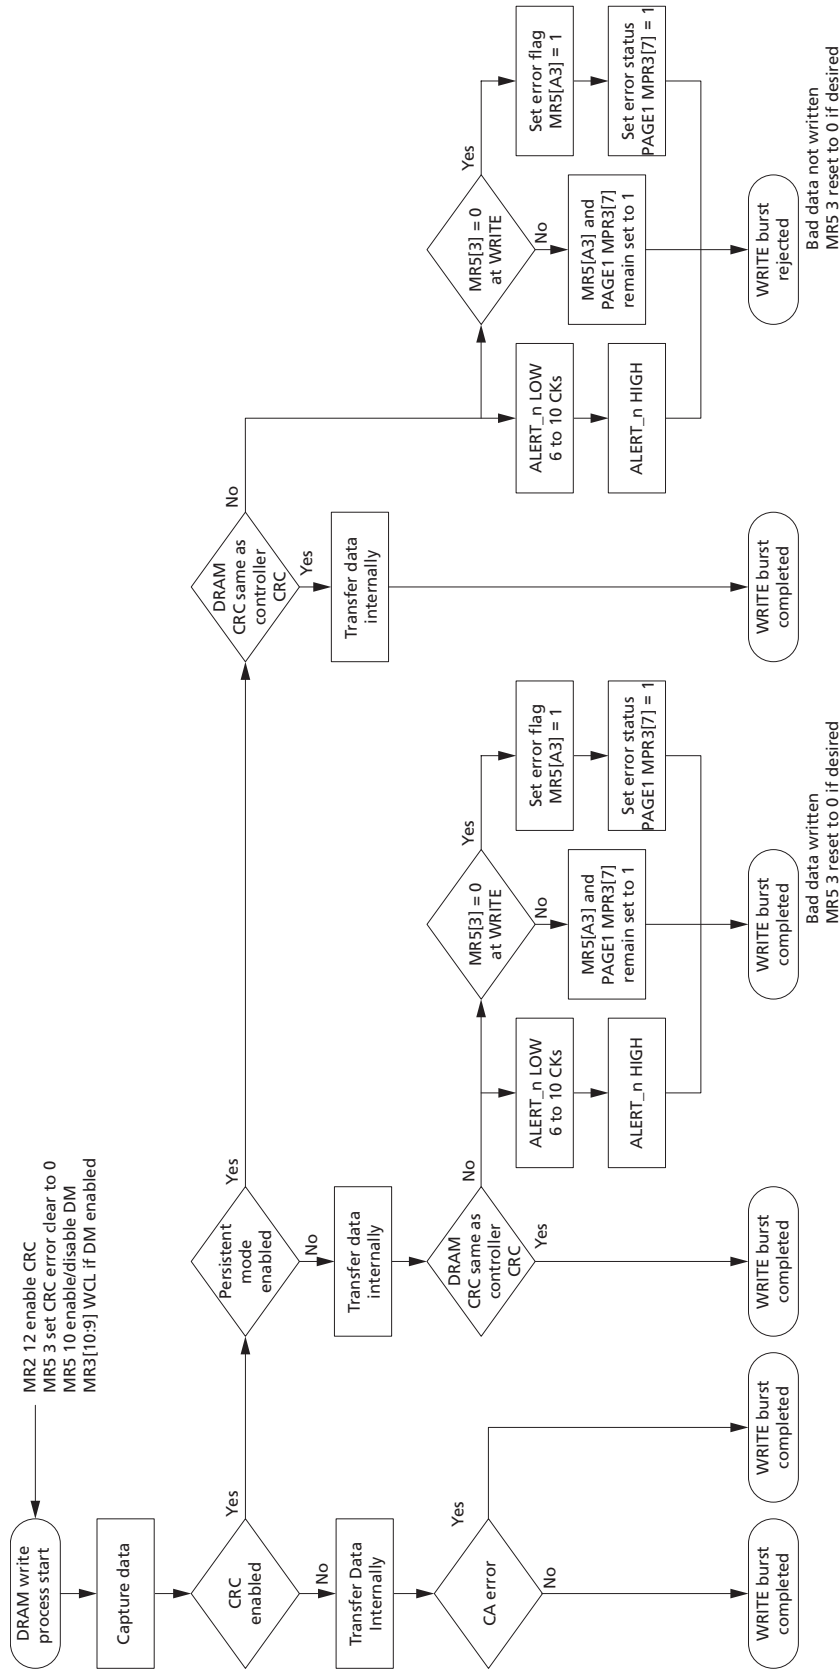 MR2 12 enable CRC
MR5 3 set CRC error clear to 0
MR5 10 enable/disable DM
MR3[10:9] WCL if DM enabled
DRAM write
process start
Capture data
CRC
enabled
Yes
No
Transfer Data
Internally
CA error
Yes
No
WRITE burst
completed
WRITE burst
completed
Persistent
mode
enabled
Yes
No
Transfer data
internally
DRAM
CRC same as
controller
CRC
No
Yes
WRITE burst
completed
ALERT_n LOW
6 to 10 CKs
ALERT_n HIGH
MR5[3] = 0
at WRITE
Yes
No
MR5[A3] and
PAGE1 MPR3[7]
remain set to 1
Set error flag
MR5[A3] = 1
Set error status
PAGE1 MPR3[7] = 1
WRITE burst
completed
Bad data written
MR5 3 reset to 0 if desired
DRAM
CRC same as
controller
CRC
No
Yes
Transfer data
internally
WRITE burst
completed
ALERT_n LOW
6 to 10 CKs
ALERT_n HIGH
MR5[3] = 0
at WRITE
Yes
No
MR5[A3] and
PAGE1 MPR3[7]
remain set to 1
Set error flag
MR5[A3] = 1
Set error status
PAGE1 MPR3[7] = 1
WRITE burst
rejected
Bad data not written
MR5 3 reset to 0 if desired